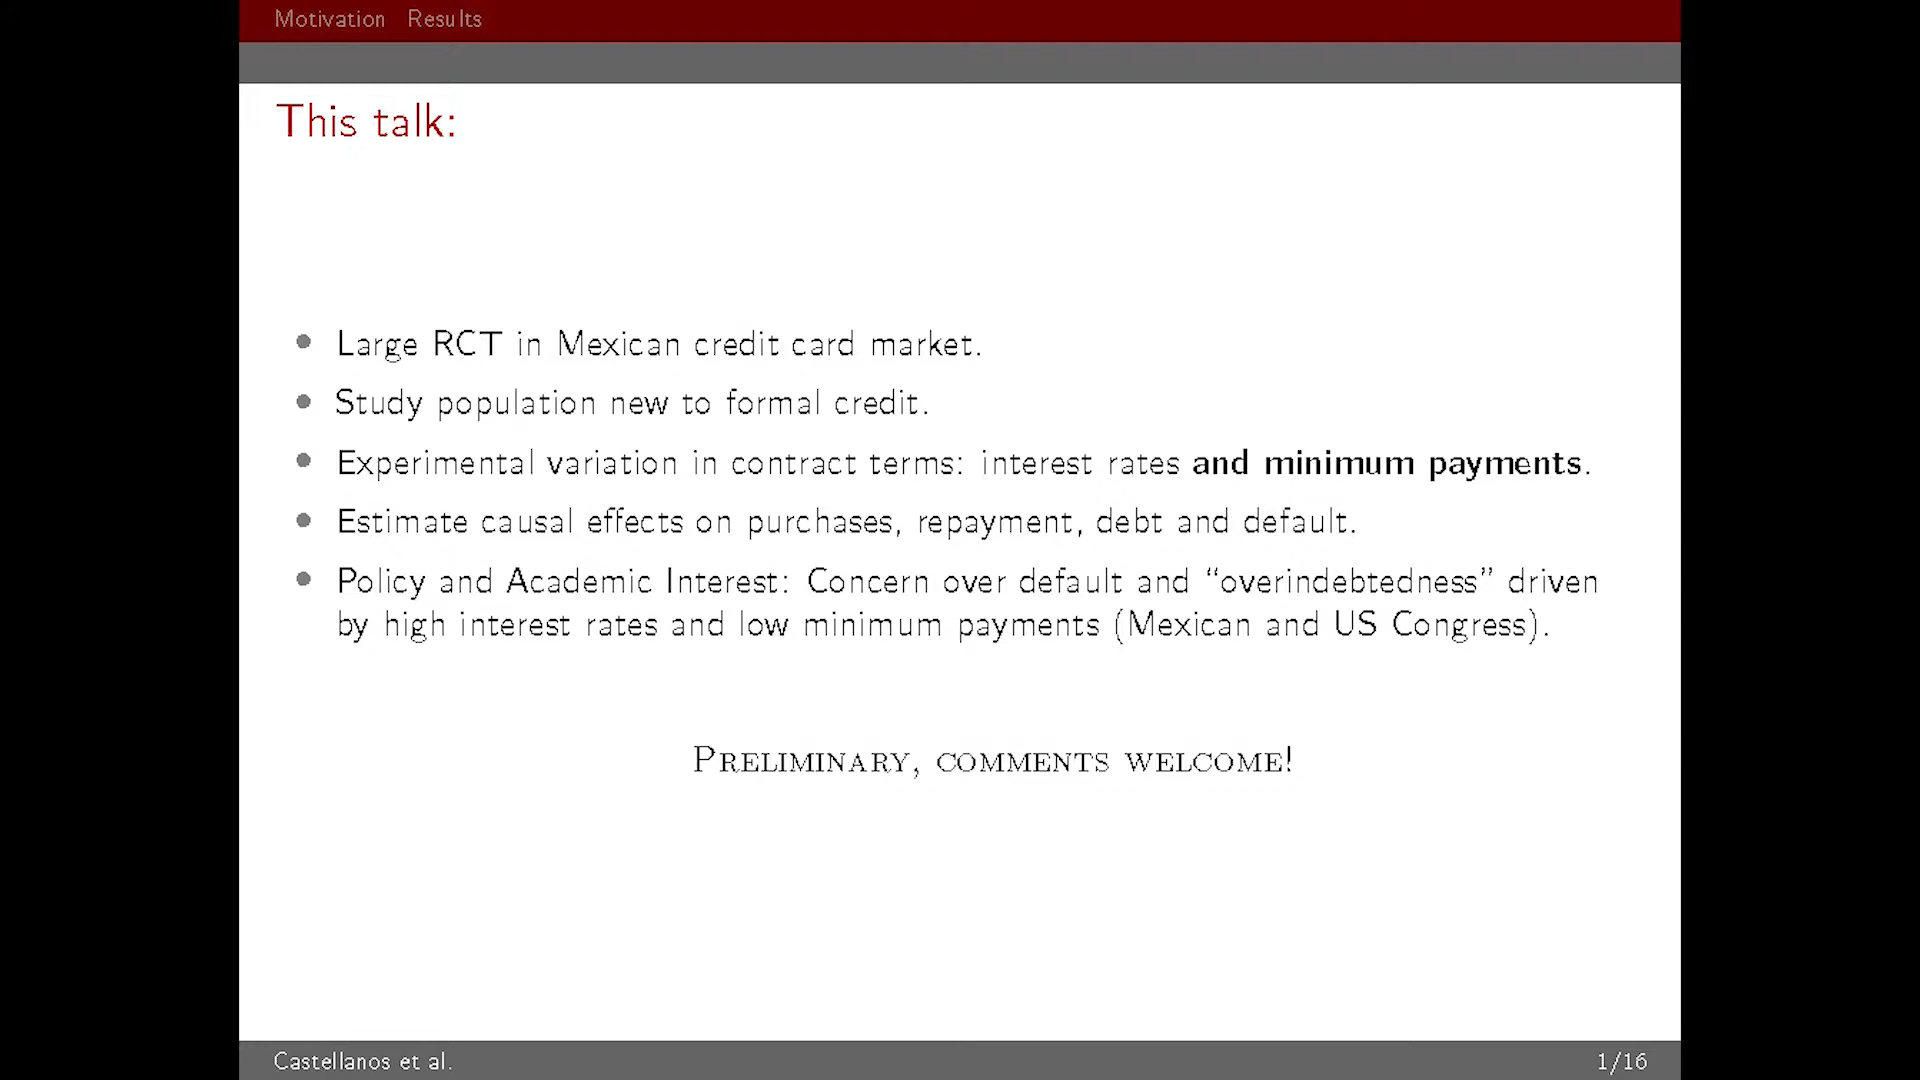 Motivation Results
This talk:
• Large RCT in Mexican credit card market.
• Study population new to formal credit.
• Experimental variation in contract terms: interest rates and minimum payments.
• Estimate causal effects on purchases, repayment, debt and default.
• Policy and Academic Interest: Concern over default and “overindebtedness” driven
by high interest rates and low minimum payments (Mexican and US Congress).
Preliminary, comments welcome!
Castellanos et al. 1/16